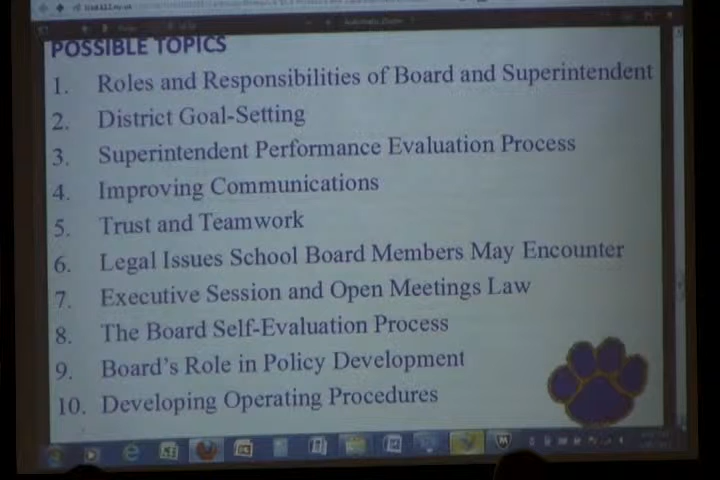 POSSIBLE TOPICS
1. Roles and Responsibilities of Board and Superintendent
2. District Goal-Setting
3. Superintendent Performance Evaluation Process
4. Improving Communications
5. Trust and Teamwork
6. Legal Issues School Board Members May Encounter
7. Executive Session and Open Meetings Law
8. The Board Self-Evaluation Process
9. Board's Role in Policy Development
10. Developing Operating Procedures